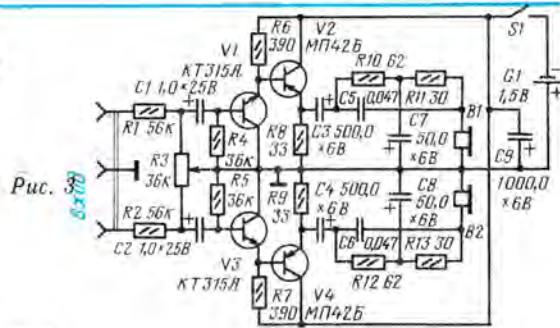 R6
390
V2
МП42Б
S1
V1
КТ315Я
R10 62
G1
1,5В
C1 1,0×25В
R1 56к
R4
36к
R8
33
C3 500,0
×6В
C5 0,047
R11 30
C7
50,0
×6В
B1
C9
1000,0
×6В
Рис. 3
ВХОД
R3
36к
R5
36к
R9
33
C4 500,0
×6В
C8
50,0
×6В
B2
R2 56к
C2 1,0×25В
C6 0,047
R13 30
R12 62
V3
КТ315Я
R7
390
V4
МП42Б